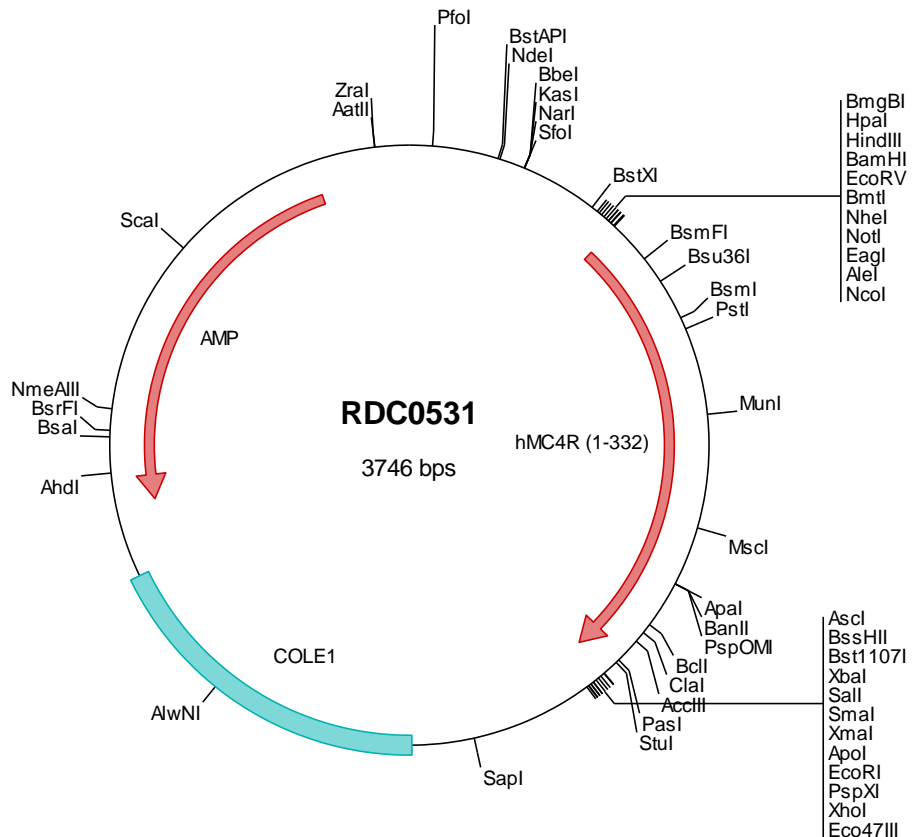 PfoI
BstAPI
NdeI
BbeI
KasI
NarI
SfoI
ZraI
AatII
BmgBI
HpaI
HindIII
BamHI
EcoRV
BmtI
NheI
NotI
EagI
AleI
NcoI
BstXI
ScaI
BsmFI
Bsu36I
BsmI
PstI
AMP
NmeAIII
BsrFI
BsaI
AhdI
RDC0531
3746 bps
hMC4R (1-332)
MunI
MscI
ApaI
BanII
PspOMI
BclI
ClaI
AccIII
PasI
StuI
AscI
BssHII
Bst1107I
XbaI
SalI
SmaI
XmaI
ApoI
EcoRI
PspXI
XhoI
Eco47III
COLE1
AlwNI
SapI